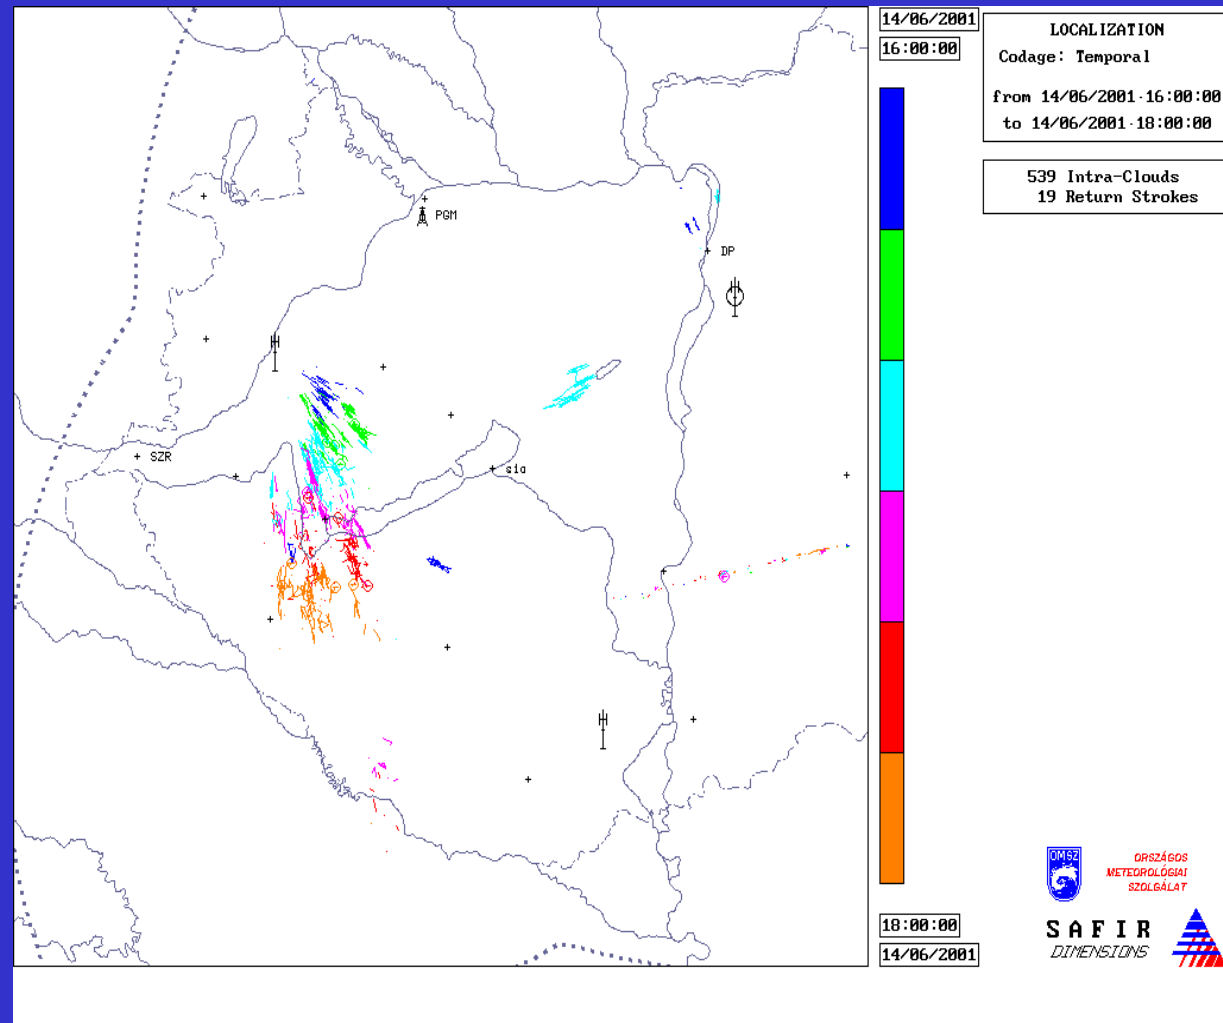 14/06/2001
16:00:00
LOCALIZATION
Codage: Temporal
from 14/06/2001-16:00:00
to 14/06/2001-18:00:00
539 Intra-Clouds
19 Return Strokes
PGM
DP
SZR
sio
18:00:00
14/06/2001
OMSZ
ORSZÁGOS
METEOROLÓGIAI
SZOLGÁLAT
SAFIR
DIMENSIONS